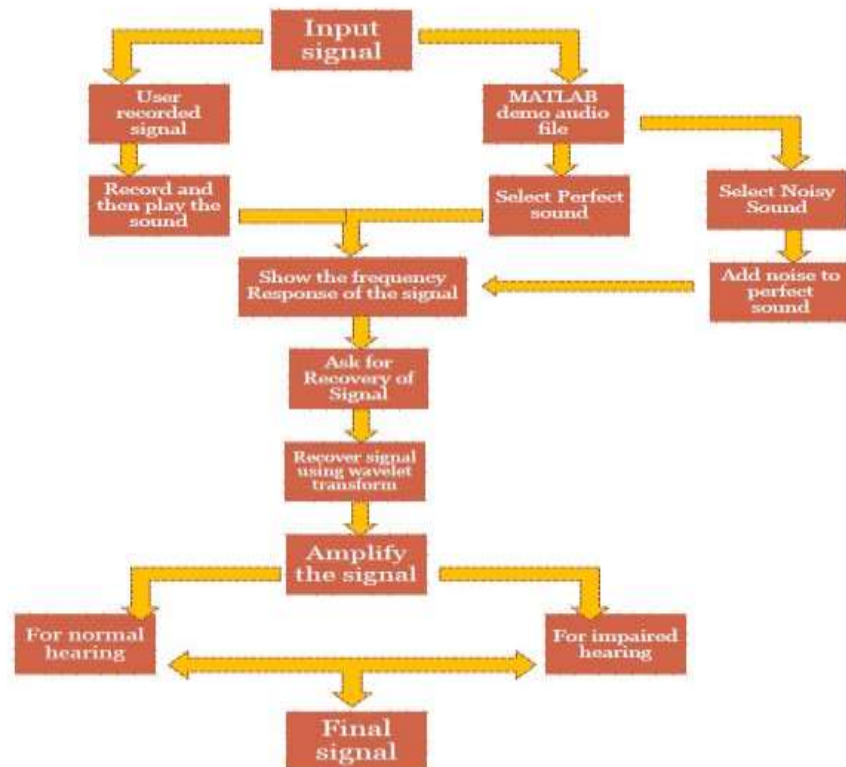 Input
signal
User
recorded
signal
MATLAB
demo audio
file
Record and
then play the
sound
Select Perfect
sound
Select Noisy
Sound
Show the frequency
Response of the signal
Add noise to
perfect
sound
Ask for
Recovery of
Signal
Recover signal
using wavelet
transform
Amplify
the signal
For normal
hearing
For impaired
hearing
Final
signal